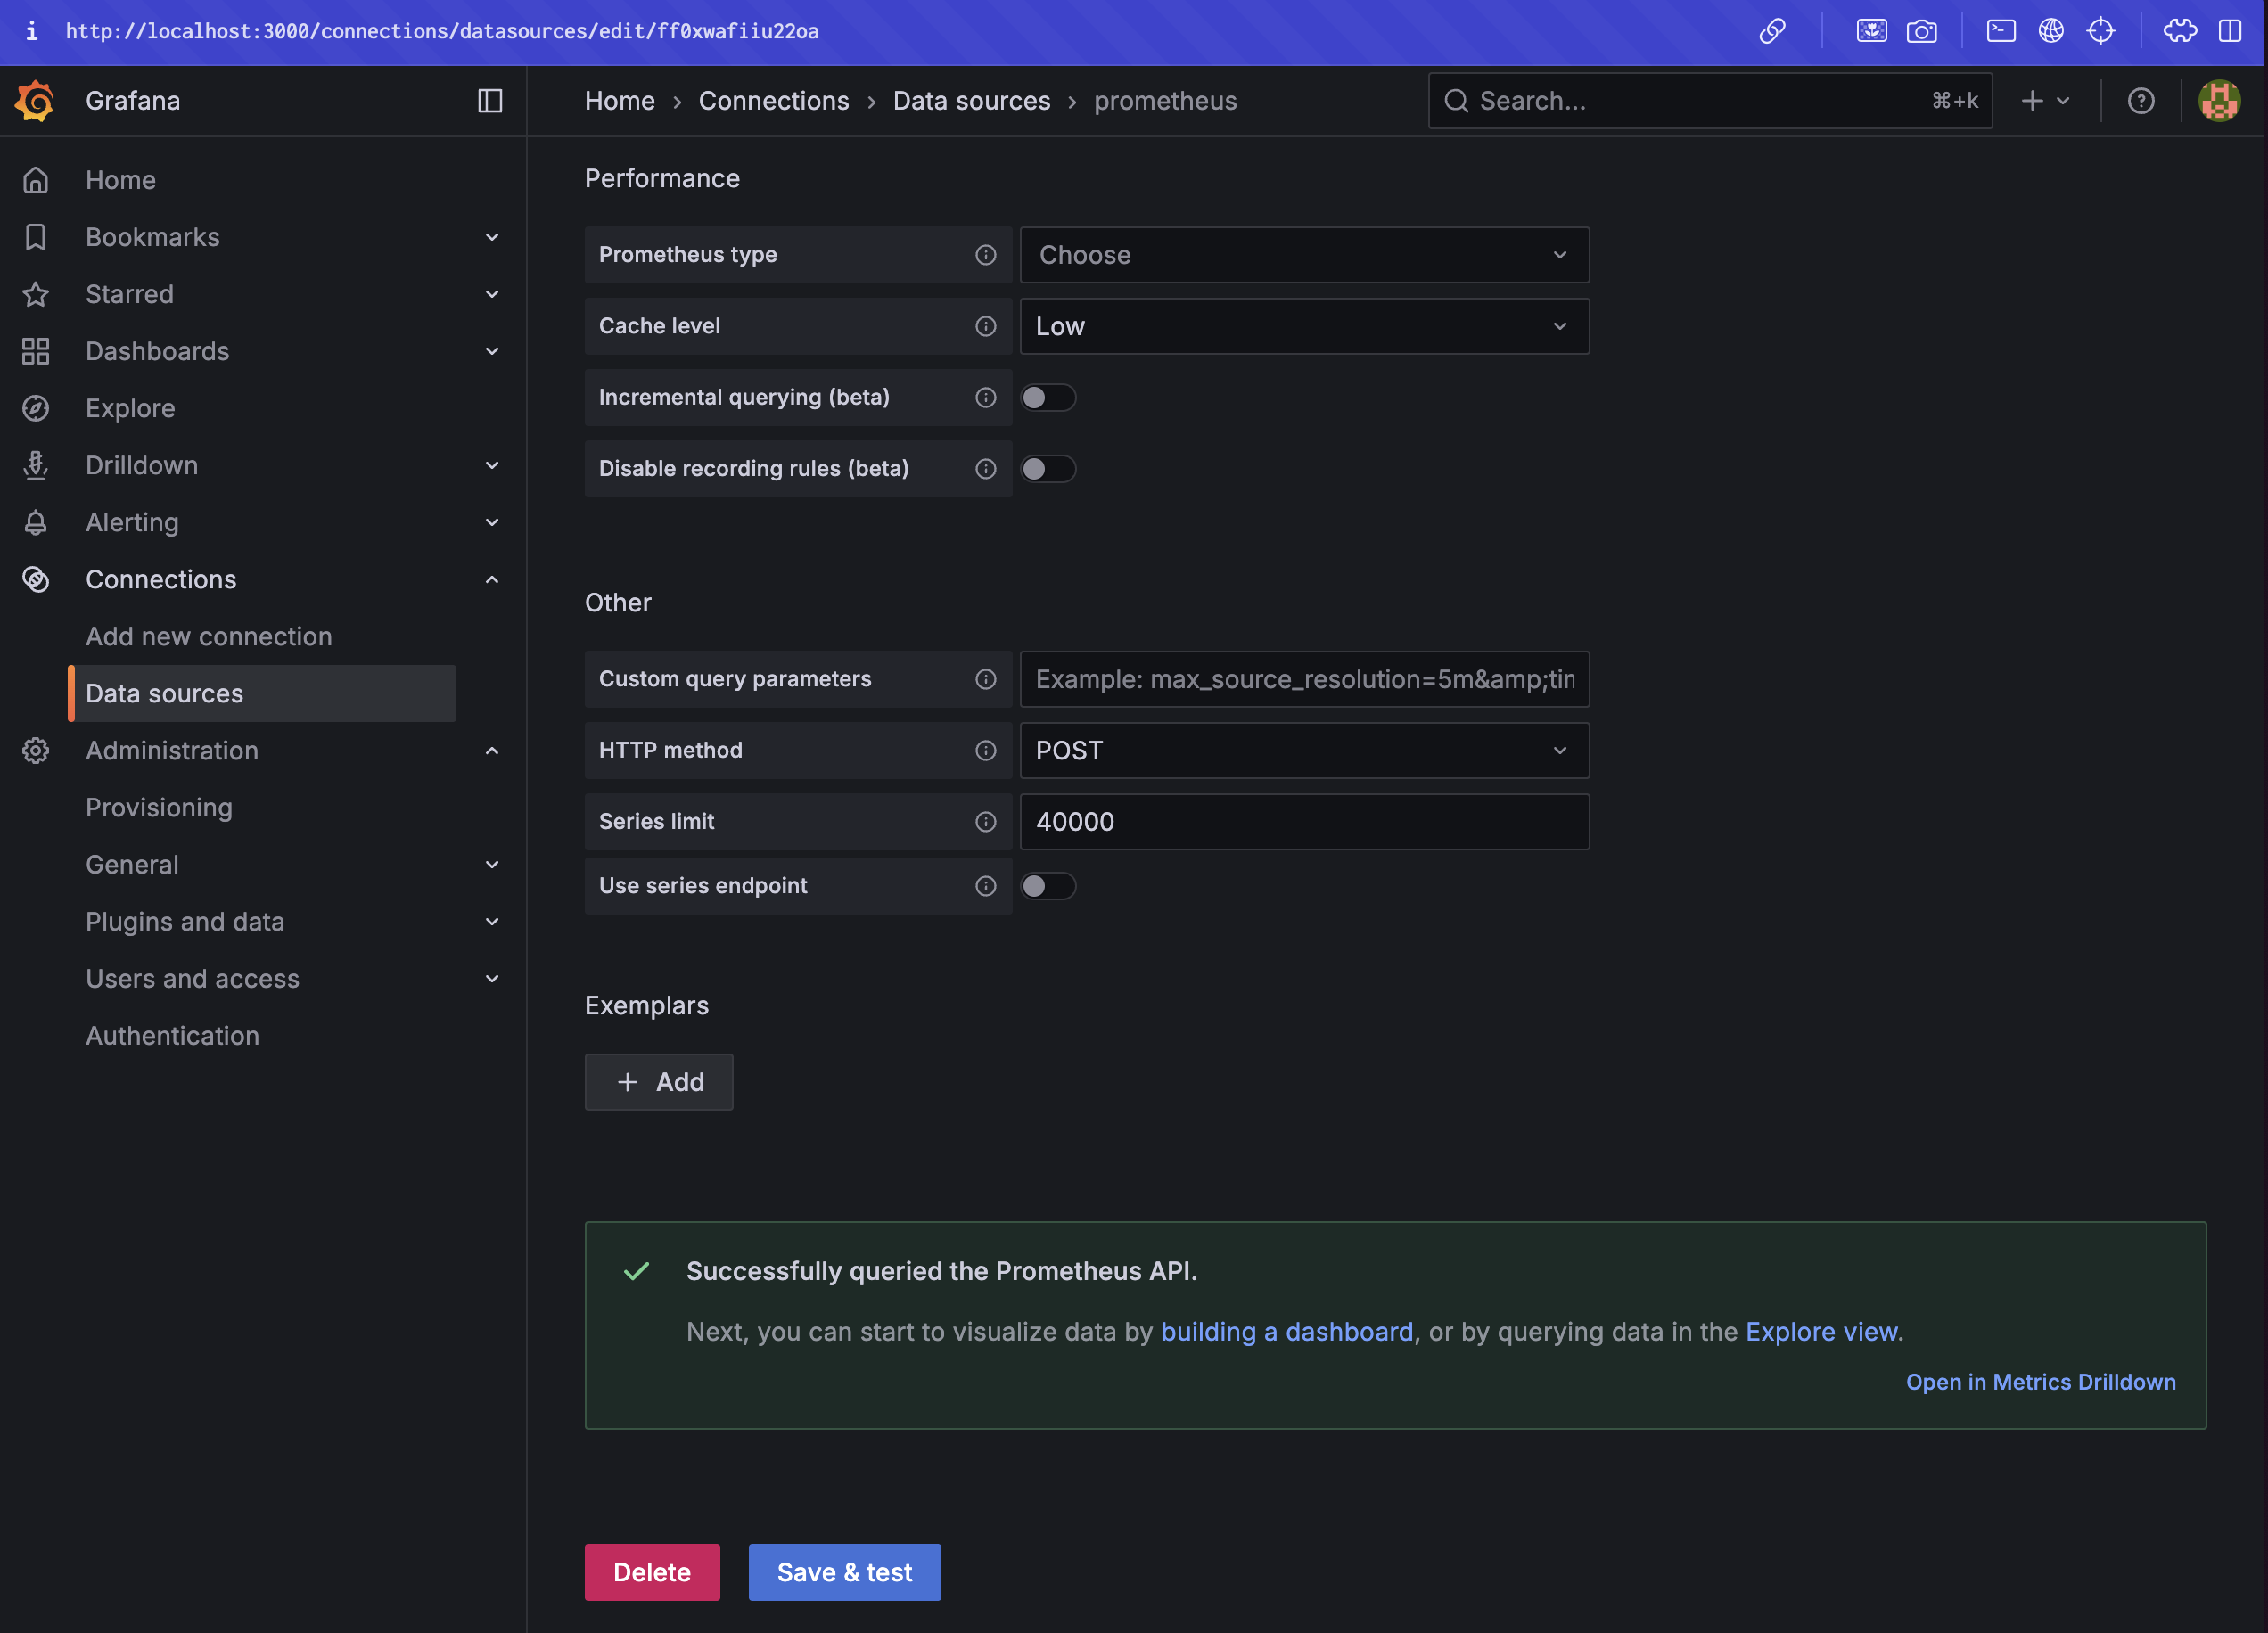 http://localhost:3000/connections/datasources/edit/ff0xwafiiu22oa
Grafana
Home › Connections › Data sources › prometheus
Search...
⌘+k
Home
Bookmarks
Starred
Dashboards
Explore
Drilldown
Alerting
Connections
Add new connection
Data sources
Administration
Provisioning
General
Plugins and data
Users and access
Authentication
Performance
Prometheus type
Choose
Cache level
Low
Incremental querying (beta)
Disable recording rules (beta)
Other
Custom query parameters
Example: max_source_resolution=5m&amp;tin
HTTP method
POST
Series limit
40000
Use series endpoint
Exemplars
+ Add
Successfully queried the Prometheus API.
Next, you can start to visualize data by building a dashboard, or by querying data in the Explore view.
Open in Metrics Drilldown
Delete
Save & test